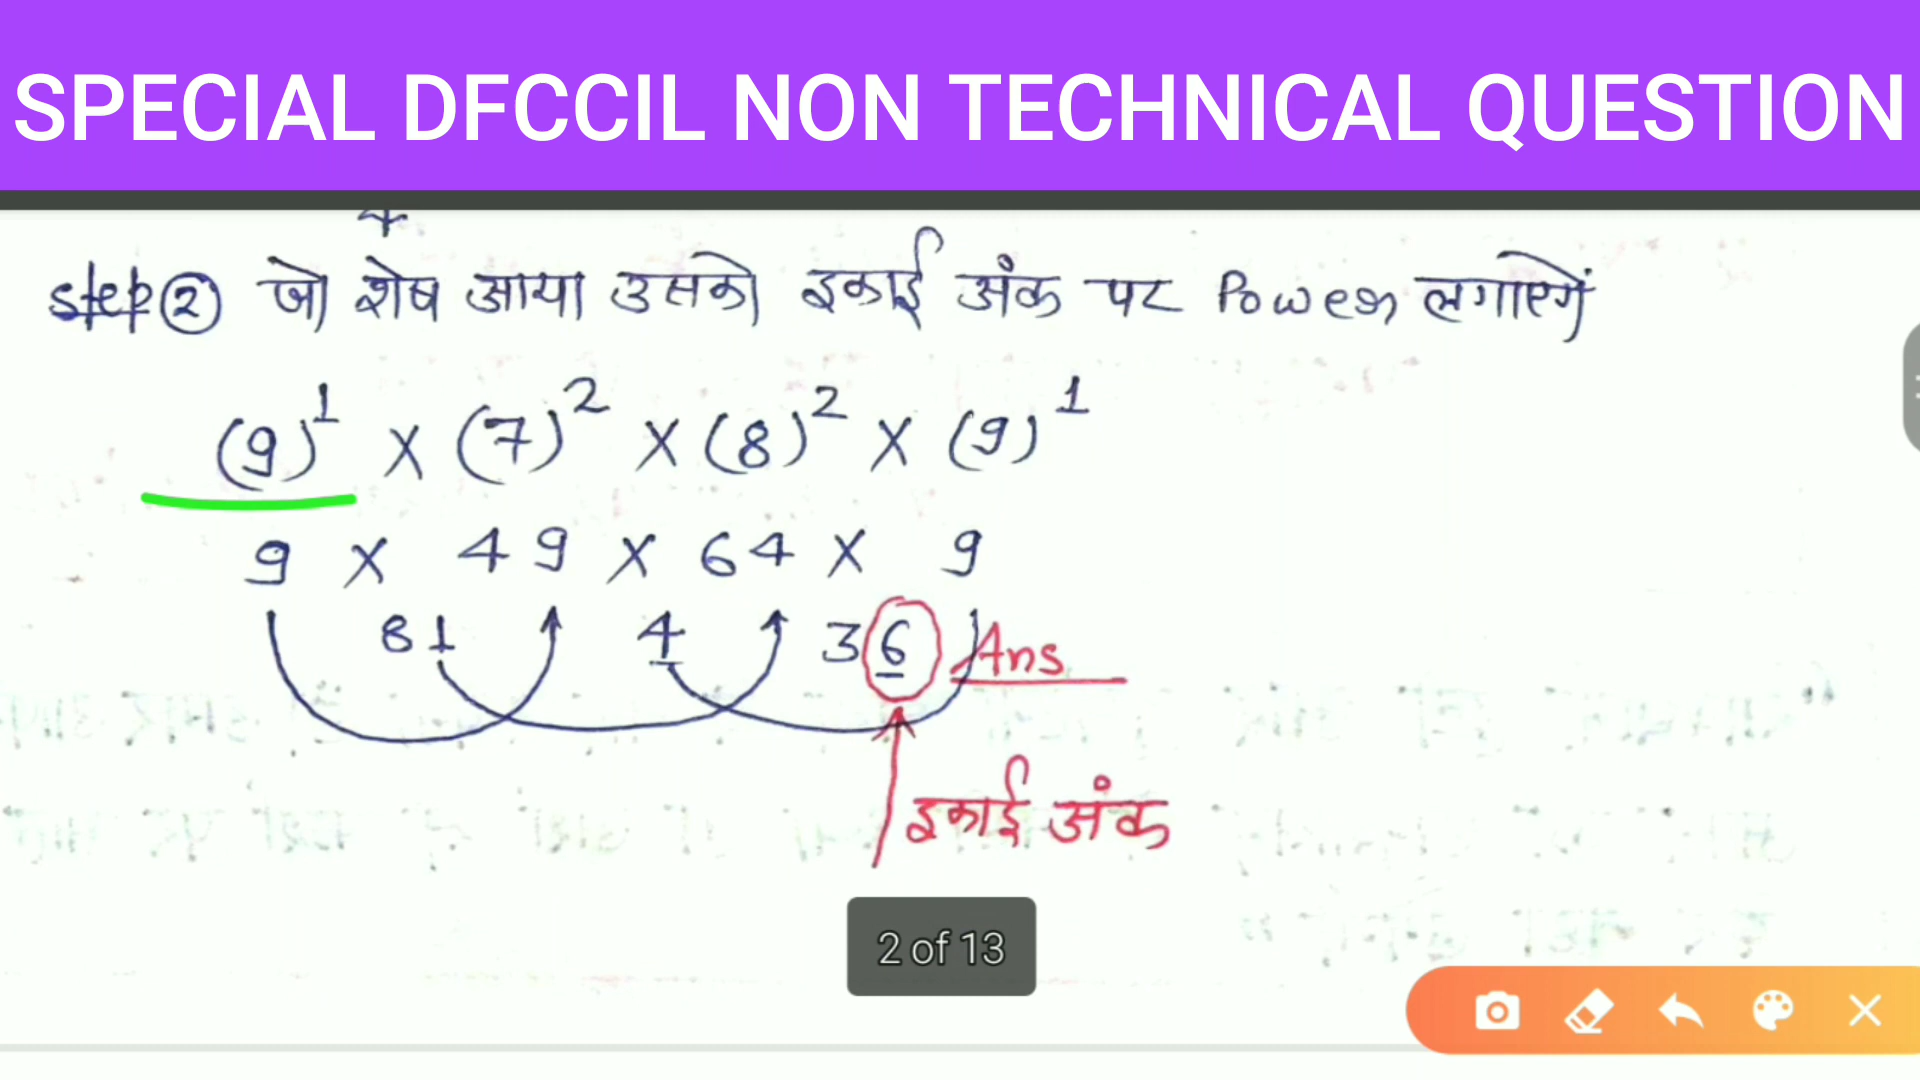 SPECIAL DFCCIL NON TECHNICAL QUESTION
4
step② जो शेष आया उसको इकाई अंक पर Power लगाएगें
(9)¹ × (7)² × (8)² × (9)¹
9 × 49 × 64 × 9
81 4 36 Ans
इकाई अंक
2 of 13